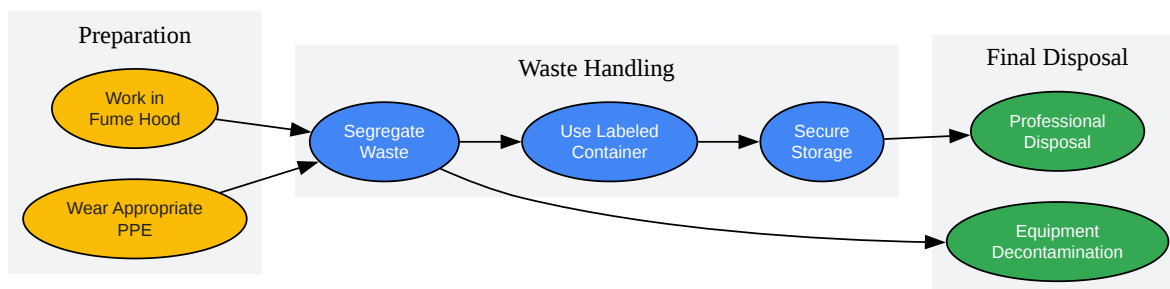 Preparation
Work in
Fume Hood
Wear Appropriate
PPE
Waste Handling
Segregate
Waste
Use Labeled
Container
Secure
Storage
Final Disposal
Professional
Disposal
Equipment
Decontamination